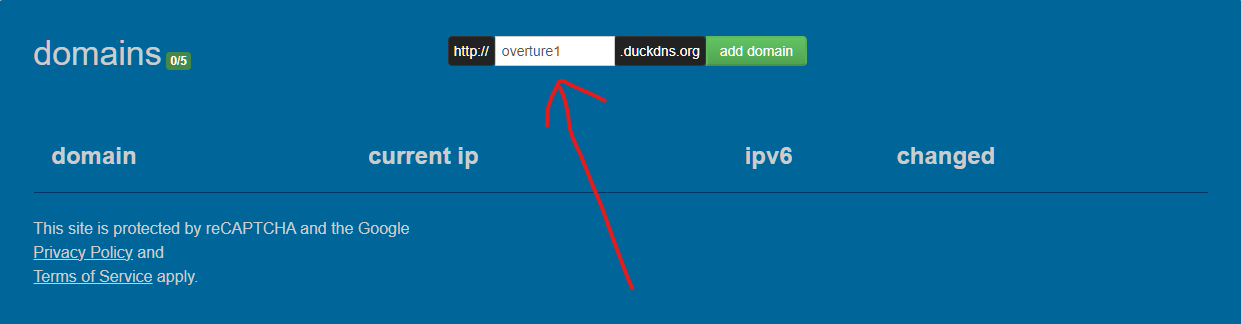 domains 0/5
http:// overture1 .duckdns.org add domain
domain current ip ipv6 changed
This site is protected by reCAPTCHA and the Google
Privacy Policy and
Terms of Service apply.